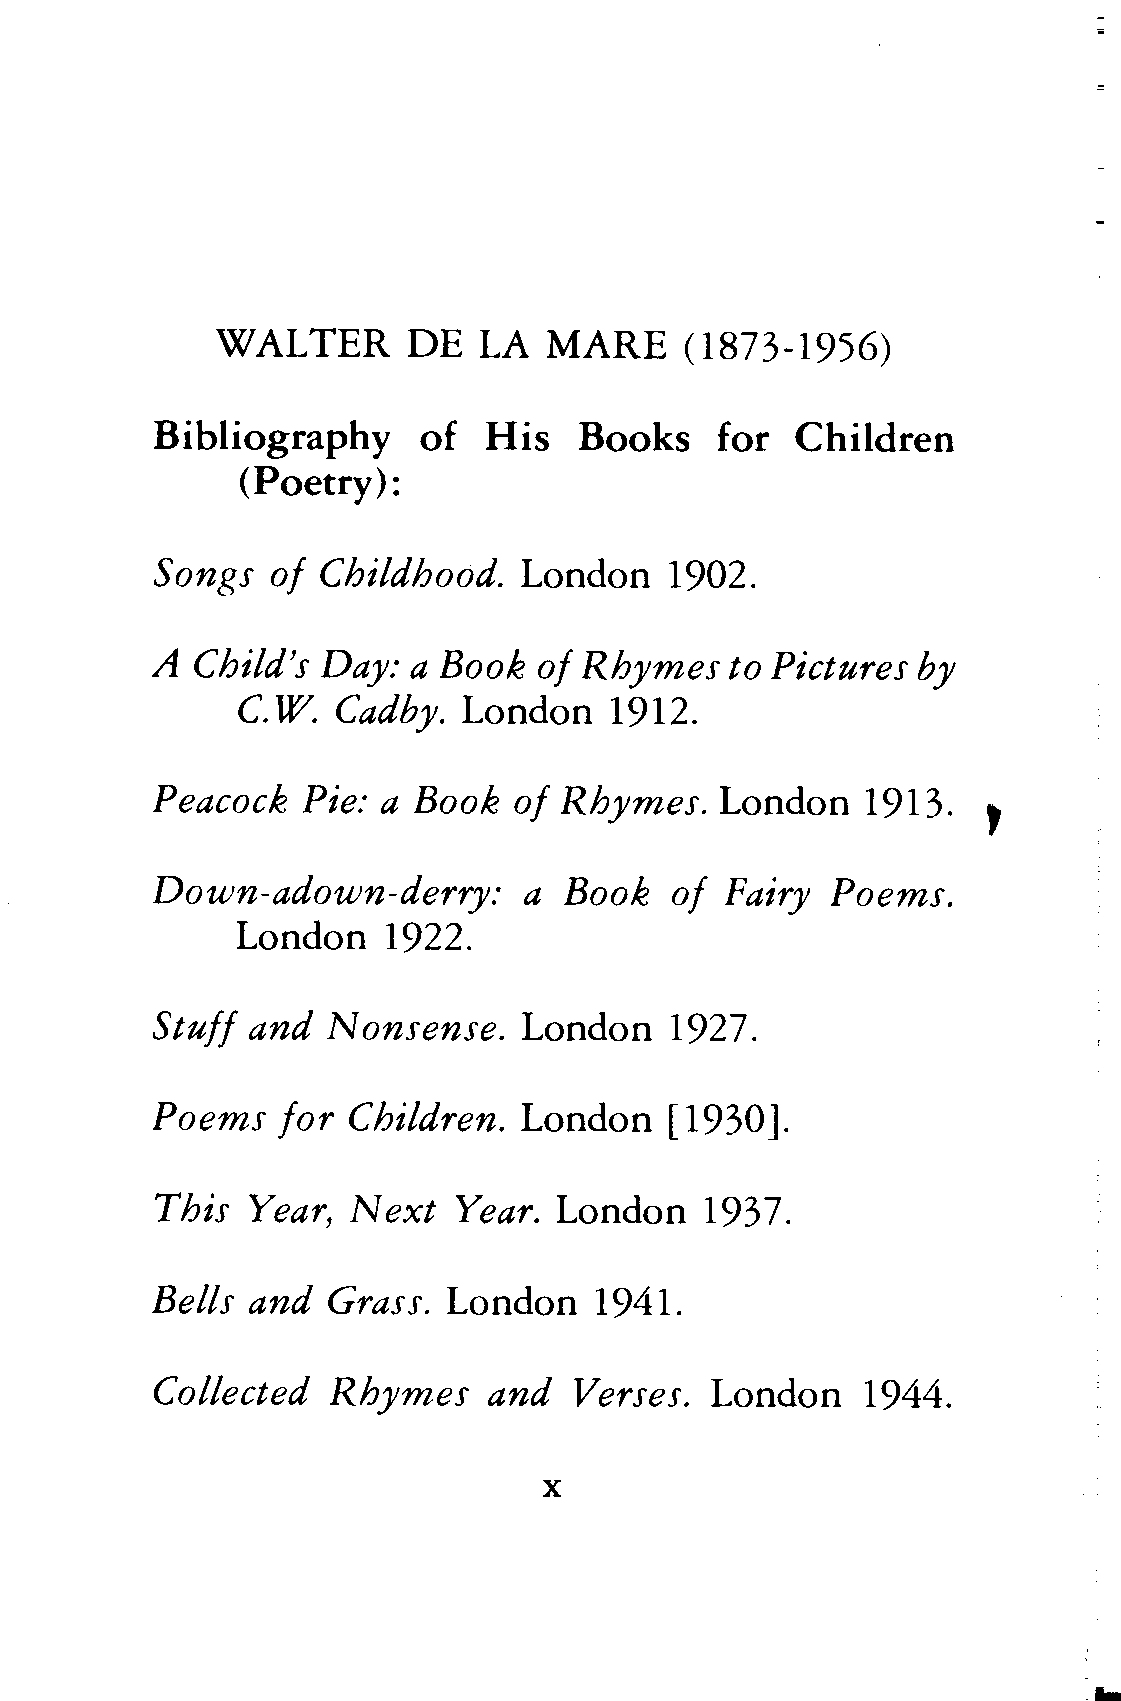 WALTER DE LA MARE (1873-1956)
Bibliography of His Books for Children
(Poetry):
Songs of Childhood. London 1902.
A Child's Day: a Book of Rhymes to Pictures by
C.W. Cadby. London 1912.
Peacock Pie: a Book of Rhymes. London 1913.
Down-adown-derry: a Book of Fairy Poems.
London 1922.
Stuff and Nonsense. London 1927.
Poems for Children. London [1930].
This Year, Next Year. London 1937.
Bells and Grass. London 1941.
Collected Rhymes and Verses. London 1944.
x